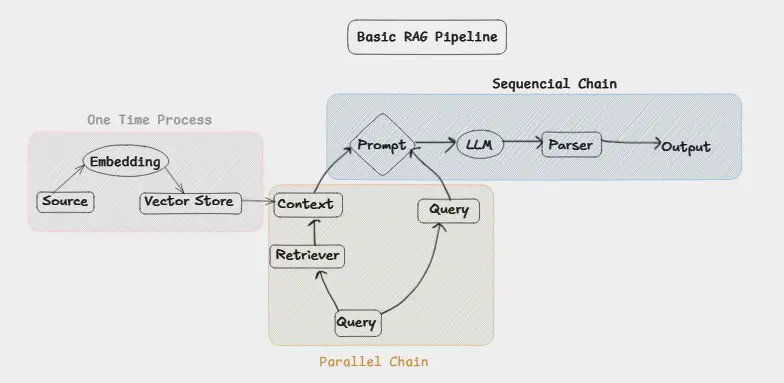 Basic RAG Pipeline
Sequencial Chain
One Time Process
Prompt
LLM
Parser
Output
Embedding
Source
Vector Store
Context
Query
Retriever
Query
Parallel Chain